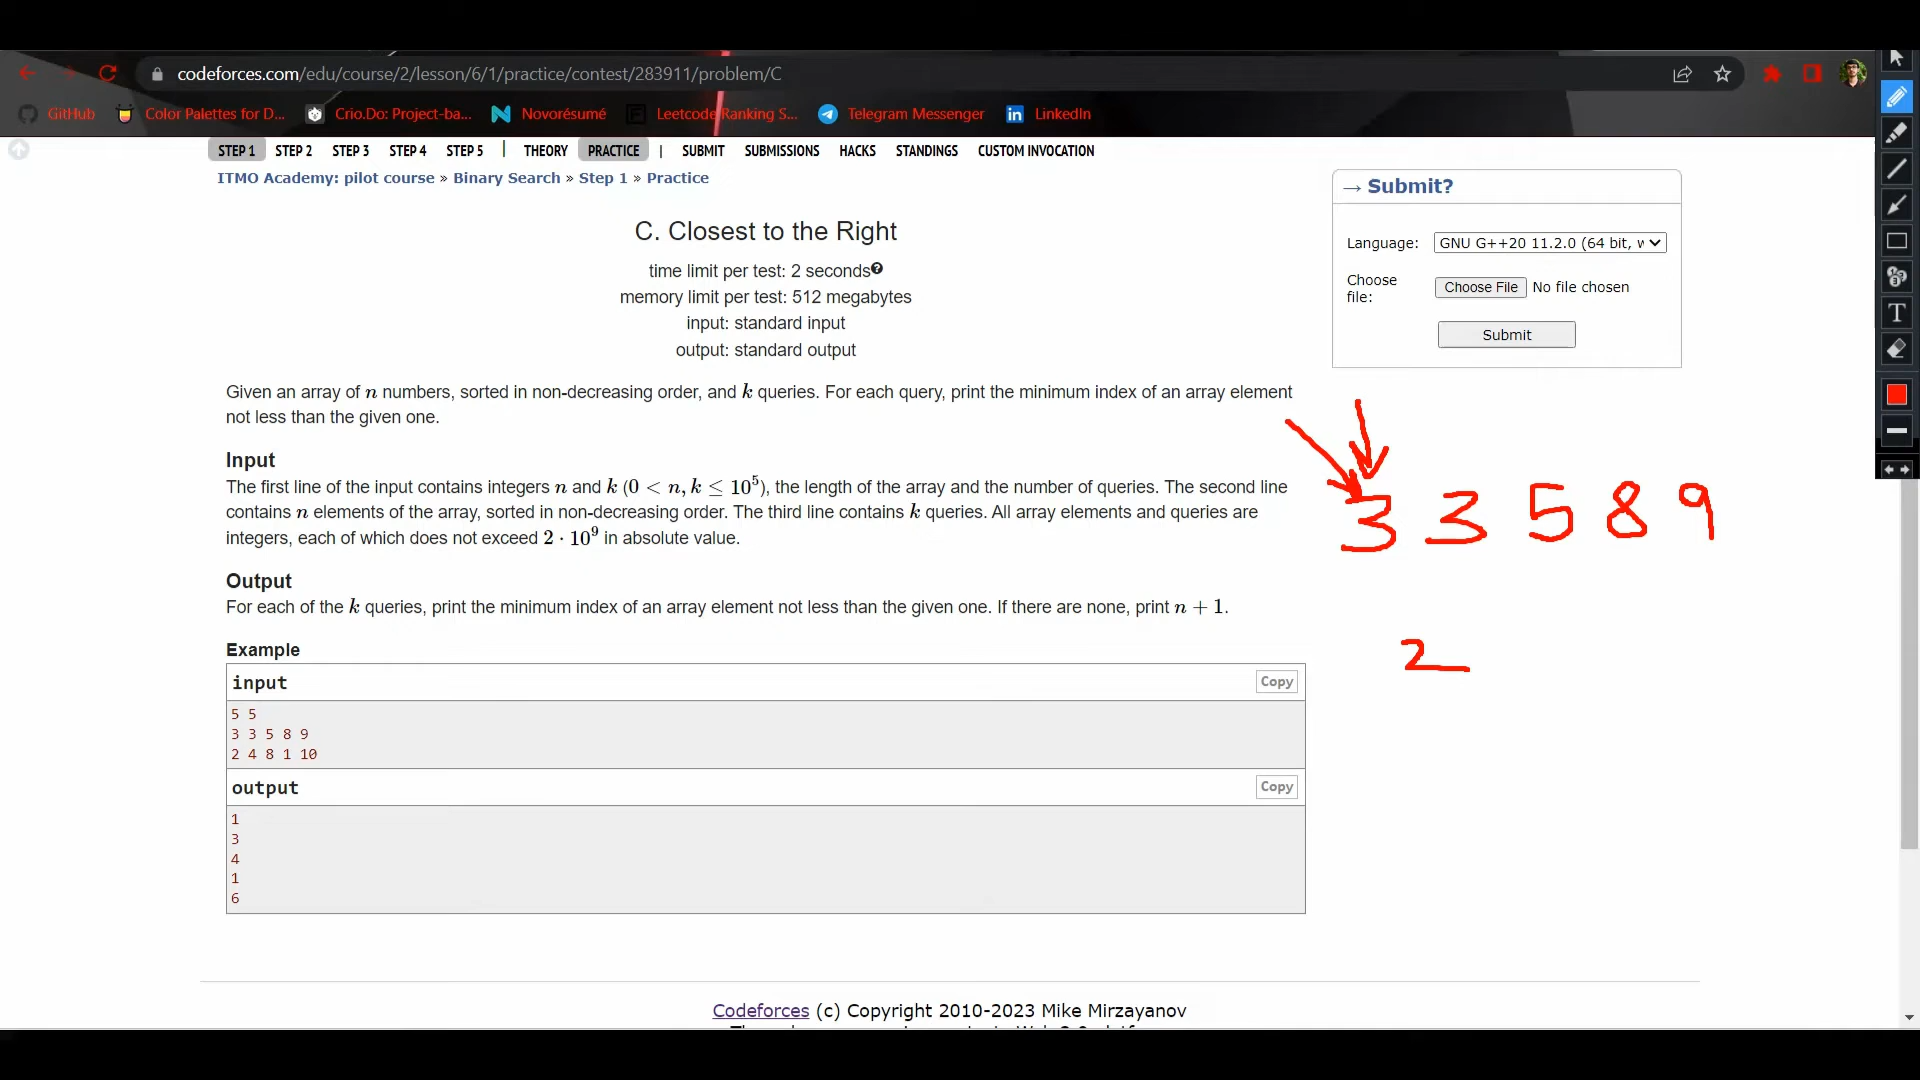 codeforces.com/edu/course/2/lesson/6/1/practice/contest/283911/problem/C
GitHub Color Palettes for D... Crio.Do: Project-ba... Novorésumé Leetcode Ranking S... Telegram Messenger LinkedIn
STEP 1 STEP 2 STEP 3 STEP 4 STEP 5 | THEORY PRACTICE | SUBMIT SUBMISSIONS HACKS STANDINGS CUSTOM INVOCATION
ITMO Academy: pilot course » Binary Search » Step 1 » Practice
→ Submit?
Language: GNU G++20 11.2.0 (64 bit, w
Choose file: Choose File No file chosen
Submit
C. Closest to the Right
time limit per test: 2 seconds
memory limit per test: 512 megabytes
input: standard input
output: standard output
Given an array of n numbers, sorted in non-decreasing order, and k queries. For each query, print the minimum index of an array element
not less than the given one.
Input
The first line of the input contains integers n and k (0 < n, k ≤ 10⁵), the length of the array and the number of queries. The second line
contains n elements of the array, sorted in non-decreasing order. The third line contains k queries. All array elements and queries are
integers, each of which does not exceed 2 · 10⁹ in absolute value.
3 3 5 8 9
Output
For each of the k queries, print the minimum index of an array element not less than the given one. If there are none, print n + 1.
2
Example
input Copy
5 5
3 3 5 8 9
2 4 8 1 10
output Copy
1
3
4
1
6
Codeforces (c) Copyright 2010-2023 Mike Mirzayanov